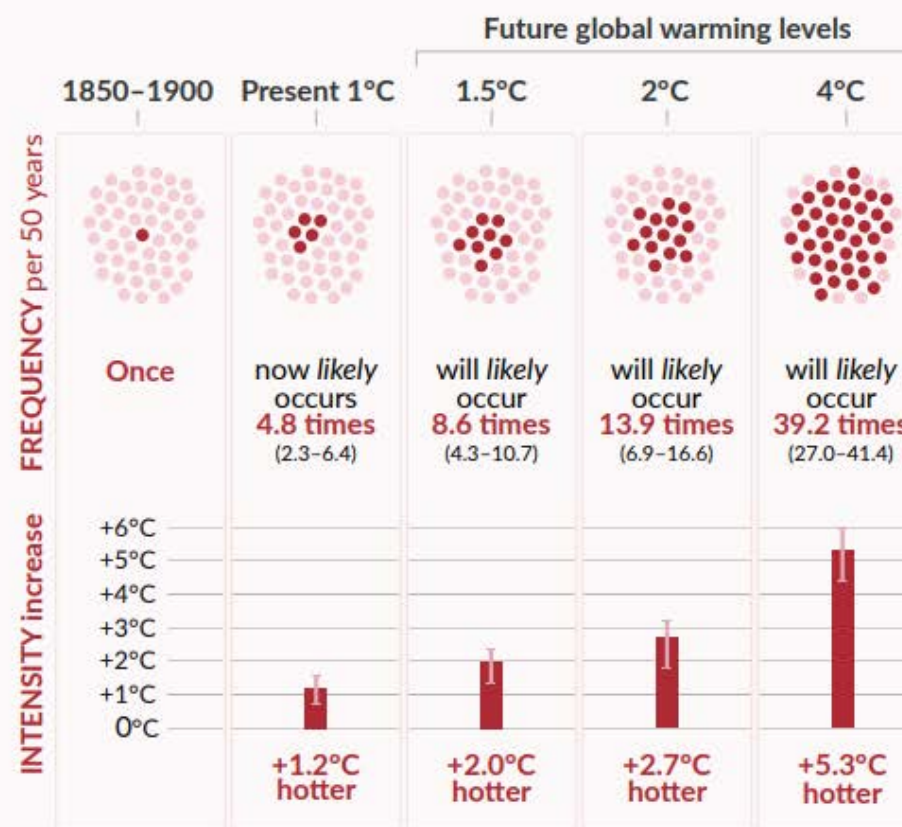 Future global warming levels
1850–1900 Present 1°C 1.5°C 2°C 4°C
FREQUENCY per 50 years
Once
now likely
occurs
4.8 times
(2.3–6.4)
will likely
occur
8.6 times
(4.3–10.7)
will likely
occur
13.9 times
(6.9–16.6)
will likely
occur
39.2 times
(27.0–41.4)
INTENSITY increase
+6°C
+5°C
+4°C
+3°C
+2°C
+1°C
0°C
+1.2°C
hotter
+2.0°C
hotter
+2.7°C
hotter
+5.3°C
hotter